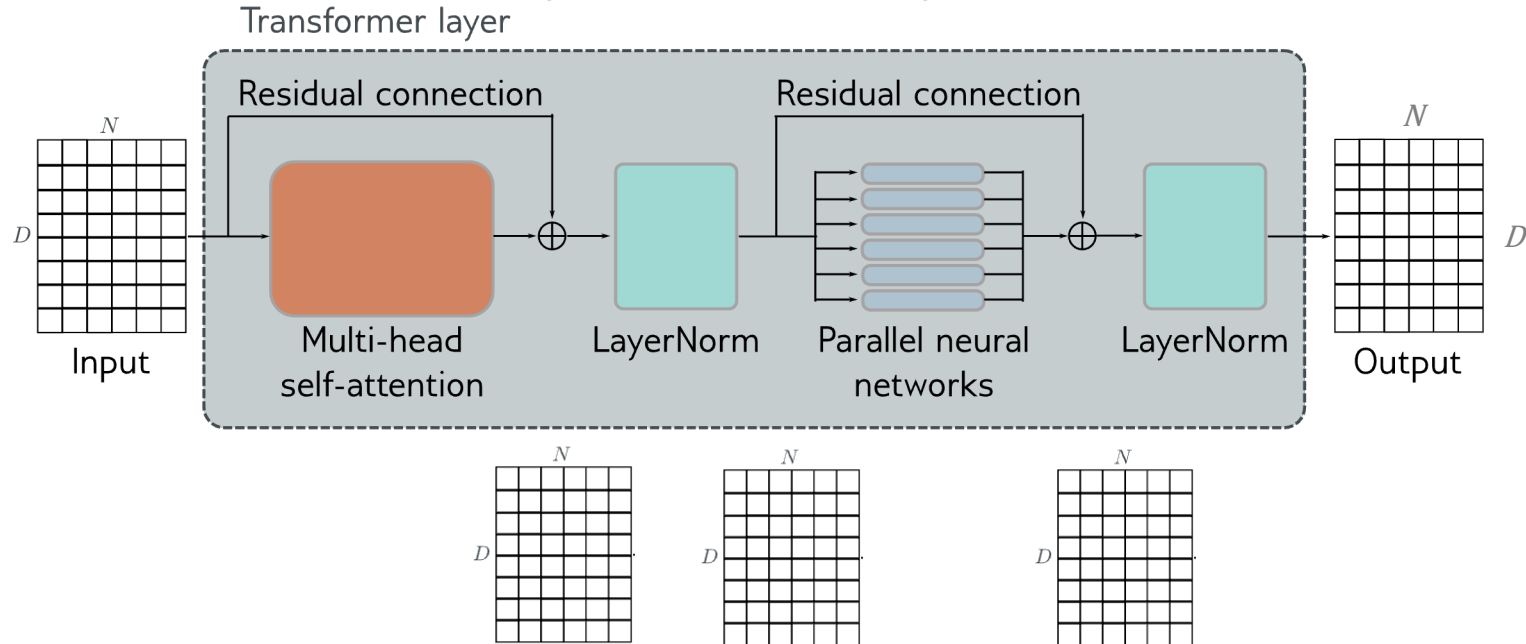 Transformer layer
Residual connection
Residual connection
N
N
D
D
Multi-head
self-attention
LayerNorm
Parallel neural
networks
LayerNorm
Input
Output
N
N
N
D
D
D